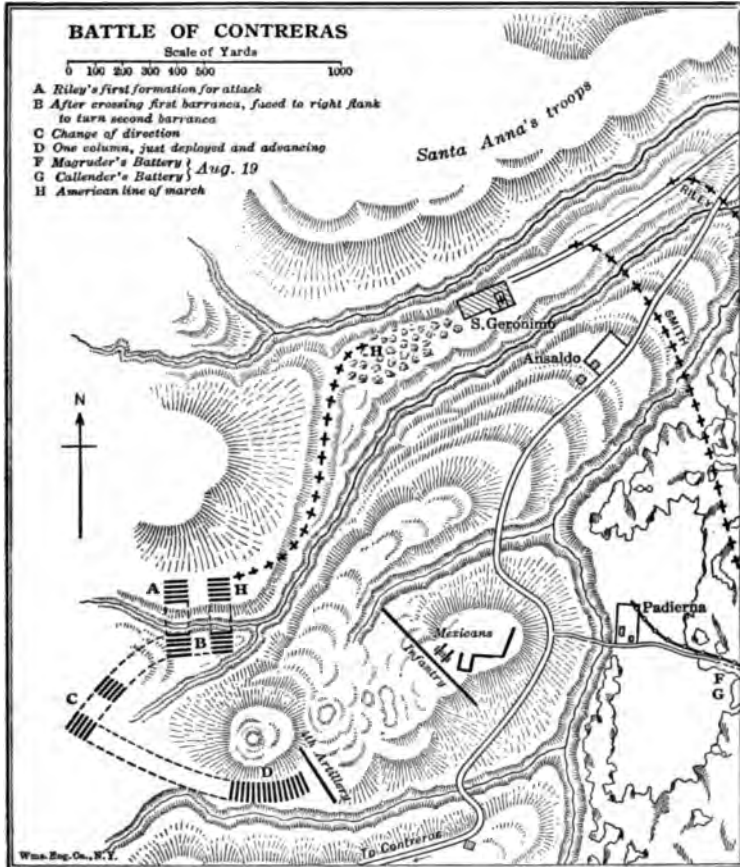 BATTLE OF CONTRERAS
Scale of Yards
0 100 200 300 400 500 1000
A Riley's first formation for attack
B After crossing first barranca, faced to right flank
to turn second barranca
C Change of direction
D One column, just deployed and advancing
F Magruder's Battery } Aug. 19
G Callender's Battery }
H American line of march
Santa Anna's troops
RILEY
S. Gerónimo
H
SMITH
Ansaldo
N
A
H
B
Padierna
Mexicans
Infantry
F
G
C
D
4th Artillery
To Contreras
Wms. Eng. Co., N.Y.